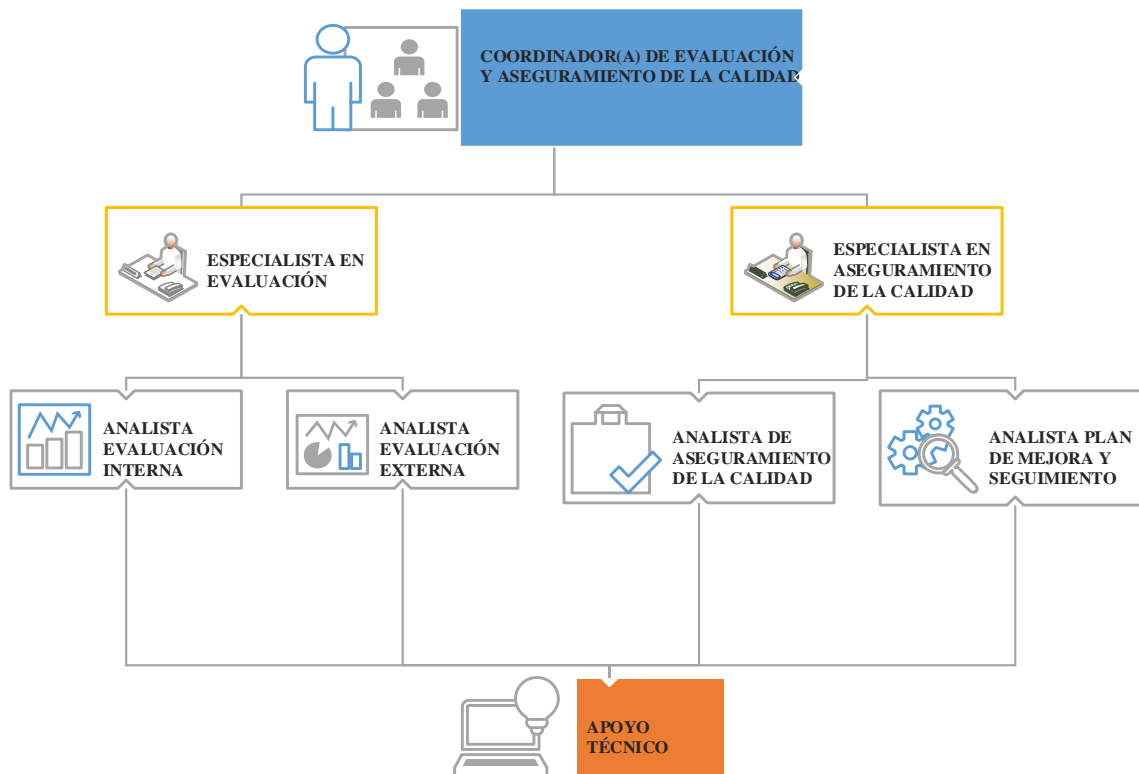 COORDINADOR(A) DE EVALUACIÓN
Y ASEGURAMIENTO DE LA CALIDAD
ESPECIALISTA EN
EVALUACIÓN
ESPECIALISTA EN
ASEGURAMIENTO
DE LA CALIDAD
ANALISTA
EVALUACIÓN
INTERNA
ANALISTA
EVALUACIÓN
EXTERNA
ANALISTA DE
ASEGURAMIENTO
DE LA CALIDAD
ANALISTA PLAN
DE MEJORA Y
SEGUIMIENTO
APOYO
TÉCNICO